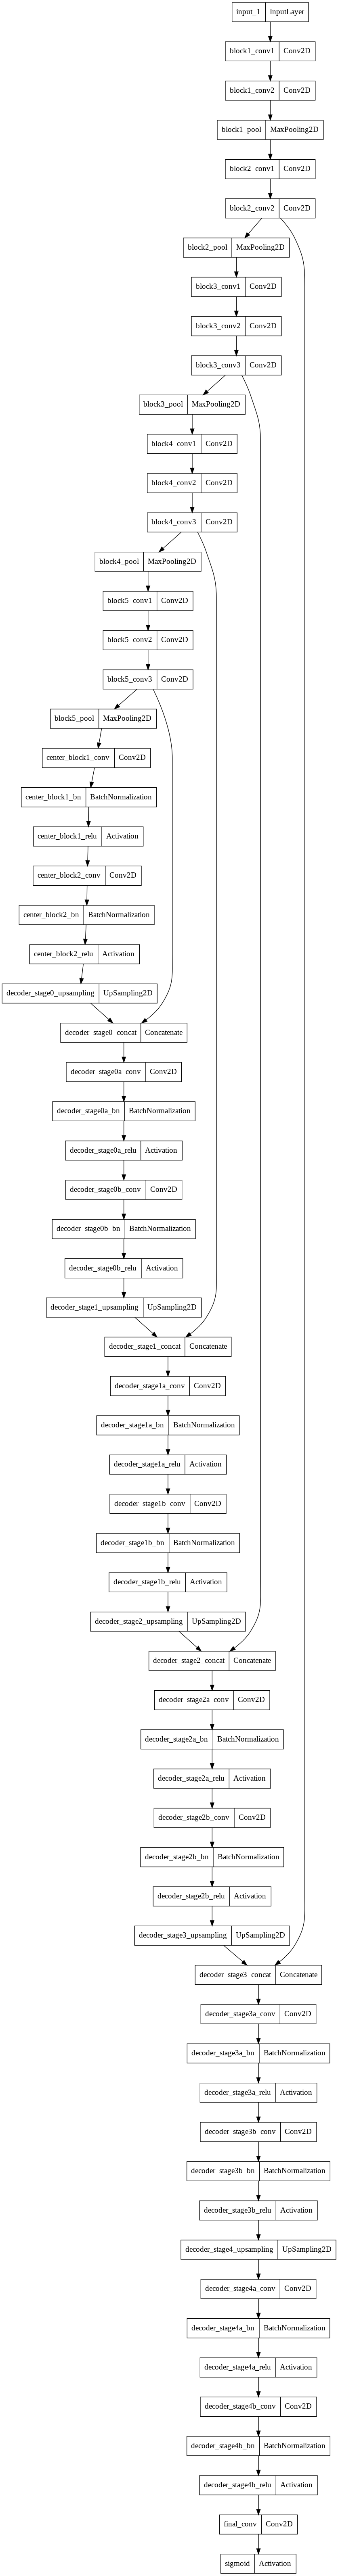 input_1 InputLayer
block1_conv1 Conv2D
block1_conv2 Conv2D
block1_pool MaxPooling2D
block2_conv1 Conv2D
block2_conv2 Conv2D
block2_pool MaxPooling2D
block3_conv1 Conv2D
block3_conv2 Conv2D
block3_conv3 Conv2D
block3_pool MaxPooling2D
block4_conv1 Conv2D
block4_conv2 Conv2D
block4_conv3 Conv2D
block4_pool MaxPooling2D
block5_conv1 Conv2D
block5_conv2 Conv2D
block5_conv3 Conv2D
block5_pool MaxPooling2D
center_block1_conv Conv2D
center_block1_bn BatchNormalization
center_block1_relu Activation
center_block2_conv Conv2D
center_block2_bn BatchNormalization
center_block2_relu Activation
decoder_stage0_upsampling UpSampling2D
decoder_stage0_concat Concatenate
decoder_stage0a_conv Conv2D
decoder_stage0a_bn BatchNormalization
decoder_stage0a_relu Activation
decoder_stage0b_conv Conv2D
decoder_stage0b_bn BatchNormalization
decoder_stage0b_relu Activation
decoder_stage1_upsampling UpSampling2D
decoder_stage1_concat Concatenate
decoder_stage1a_conv Conv2D
decoder_stage1a_bn BatchNormalization
decoder_stage1a_relu Activation
decoder_stage1b_conv Conv2D
decoder_stage1b_bn BatchNormalization
decoder_stage1b_relu Activation
decoder_stage2_upsampling UpSampling2D
decoder_stage2_concat Concatenate
decoder_stage2a_conv Conv2D
decoder_stage2a_bn BatchNormalization
decoder_stage2a_relu Activation
decoder_stage2b_conv Conv2D
decoder_stage2b_bn BatchNormalization
decoder_stage2b_relu Activation
decoder_stage3_upsampling UpSampling2D
decoder_stage3_concat Concatenate
decoder_stage3a_conv Conv2D
decoder_stage3a_bn BatchNormalization
decoder_stage3a_relu Activation
decoder_stage3b_conv Conv2D
decoder_stage3b_bn BatchNormalization
decoder_stage3b_relu Activation
decoder_stage4_upsampling UpSampling2D
decoder_stage4a_conv Conv2D
decoder_stage4a_bn BatchNormalization
decoder_stage4a_relu Activation
decoder_stage4b_conv Conv2D
decoder_stage4b_bn BatchNormalization
decoder_stage4b_relu Activation
final_conv Conv2D
sigmoid Activation